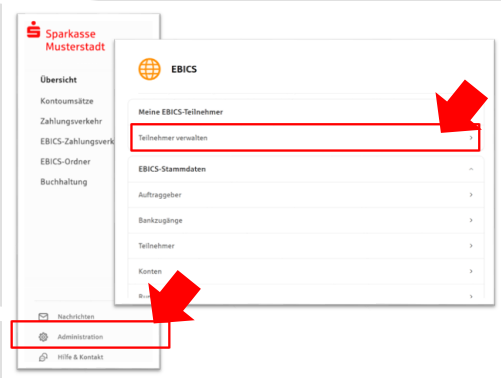 Sparkasse
Musterstadt
Übersicht
Kontoumsätze
Zahlungsverkehr
EBICS-Zahlungsverk
EBICS-Ordner
Buchhaltung
Nachrichten
Administration
Hilfe & Kontakt
EBICS
Meine EBICS-Teilnehmer
Teilnehmer verwalten
EBICS-Stammdaten
Auftraggeber
Bankzugänge
Teilnehmer
Konten